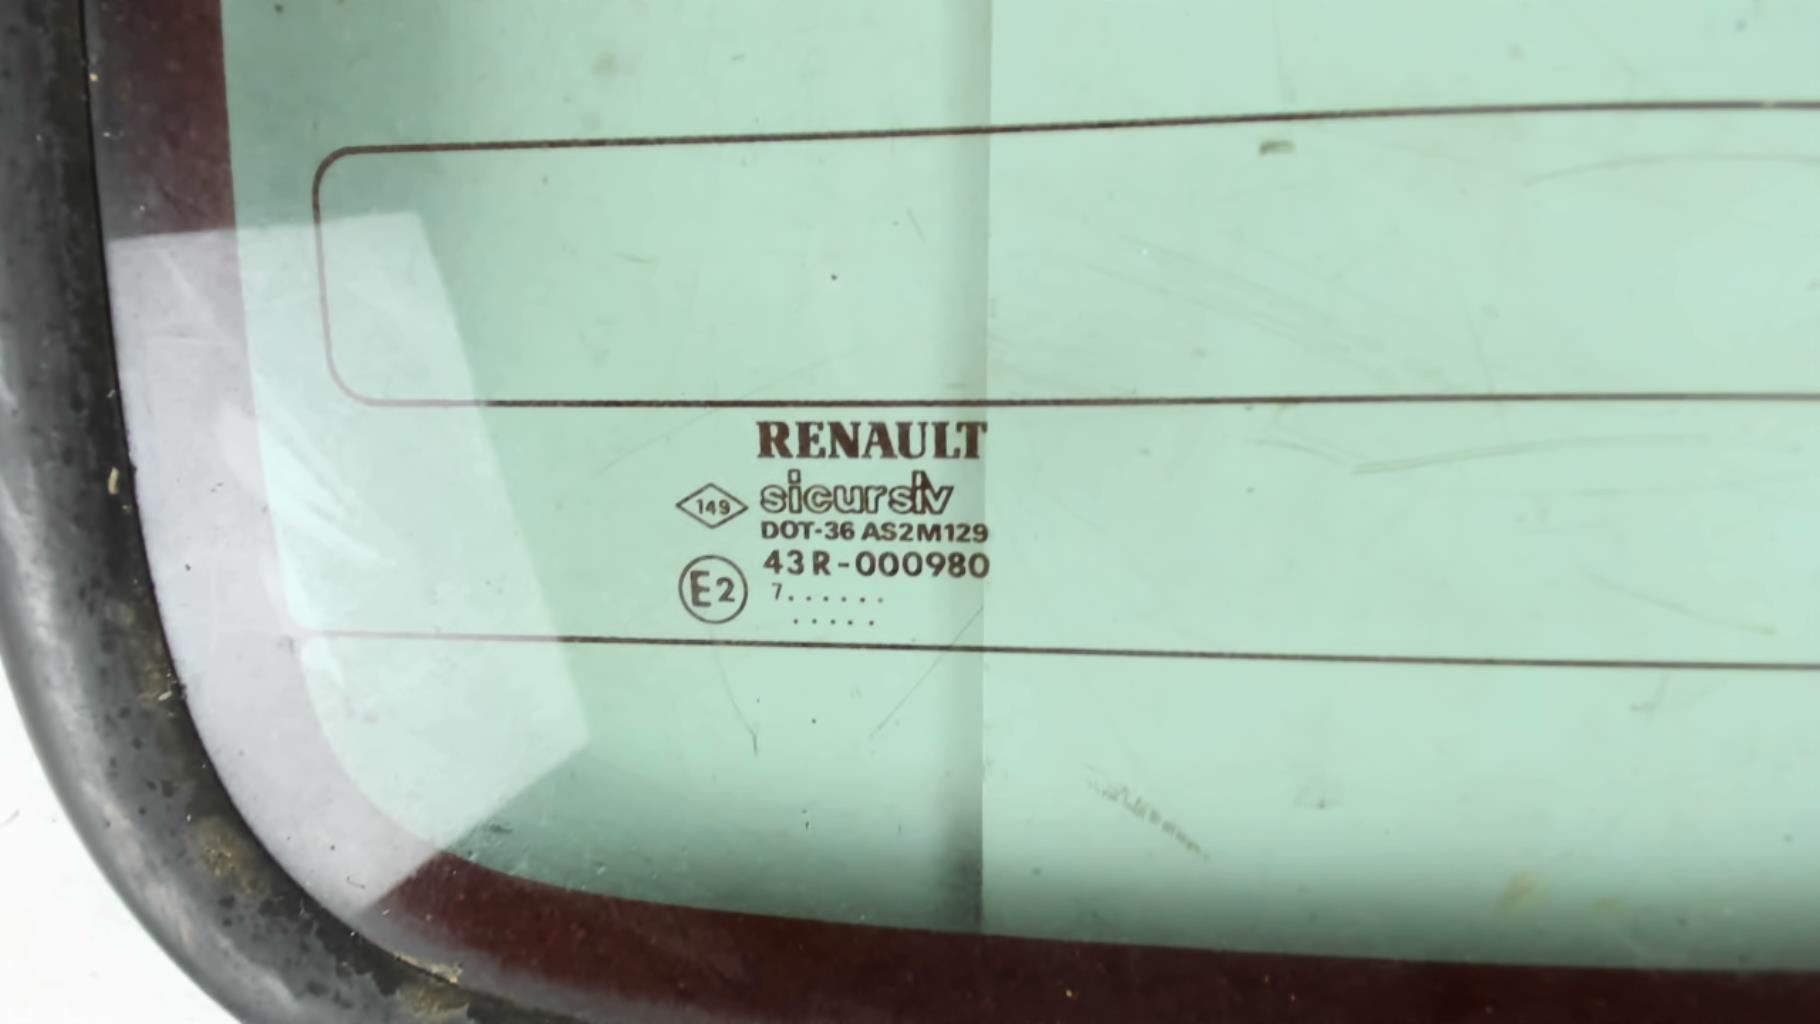 RENAULT
149 sicursiv
DOT-36 AS2M129
43R-000980
E2 7......
.....